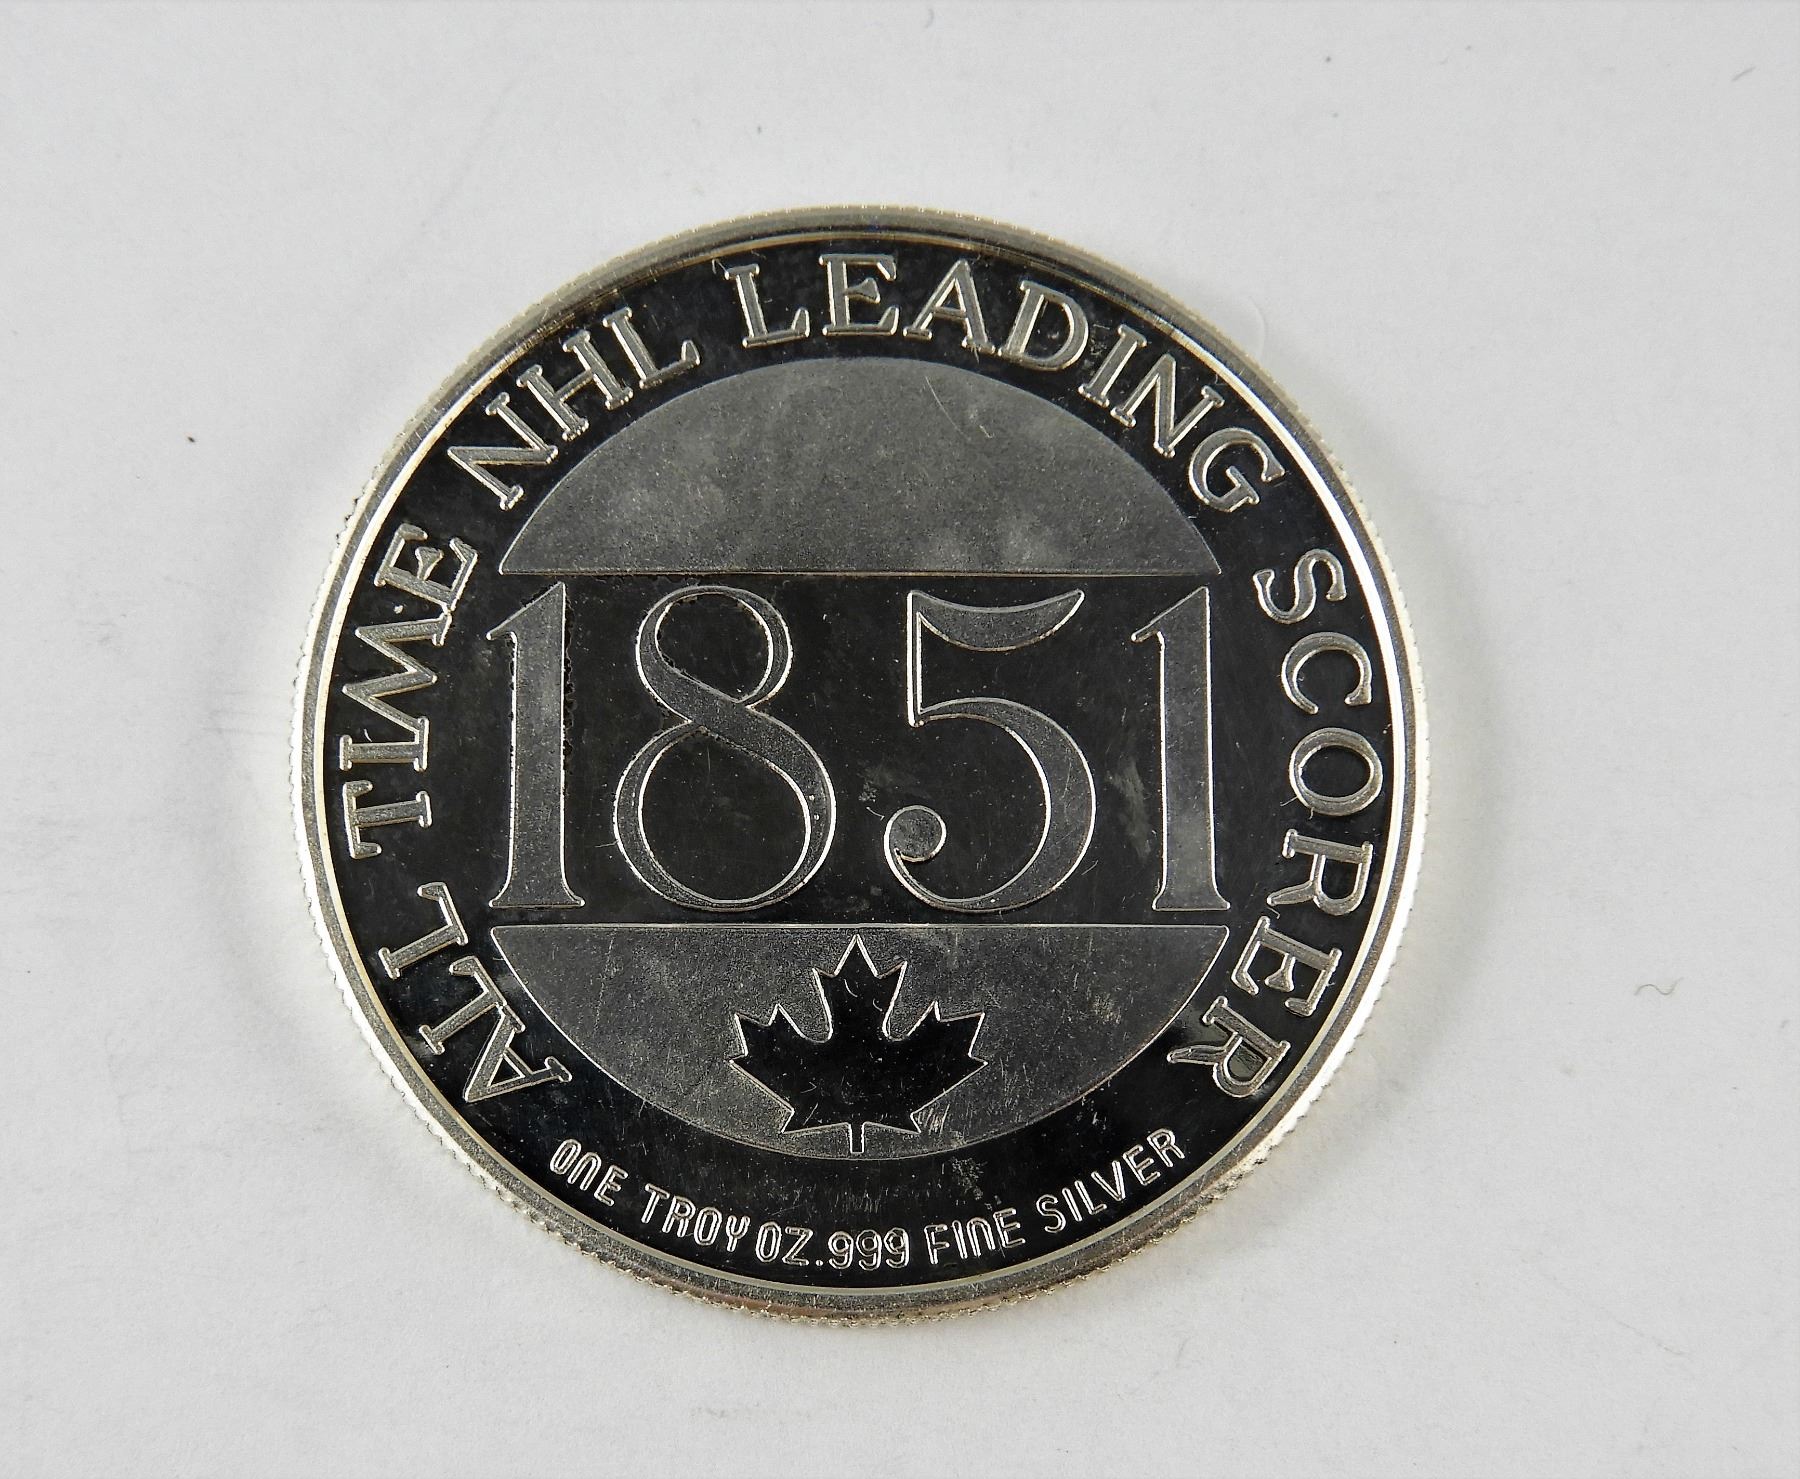 ALL TIME NHL LEADING SCORER
1851
ONE TROY OZ .999 FINE SILVER